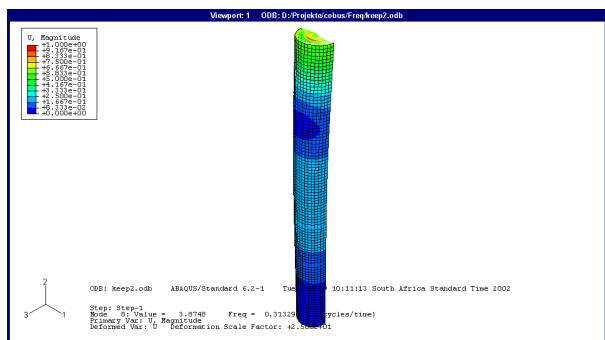 Viewport: 1 ODB: D:/Projekte/cobus/Freq/keep2.odb
U, Magnitude
+1.000e+00
+9.167e-01
+8.333e-01
+7.500e-01
+6.667e-01
+5.833e-01
+5.000e-01
+4.167e-01
+3.333e-01
+2.500e-01
+1.667e-01
+8.333e-02
+0.000e+00
2
3
1
ODB: keep2.odb ABAQUS/Standard 6.2-1 10:11:13 South Africa Standard Time 2002
Step: Step-1
Mode 8: Value = 3.8748 Freq =
Primary Var: U, Magnitude
Deformed Var: U Deformation Scale Factor: